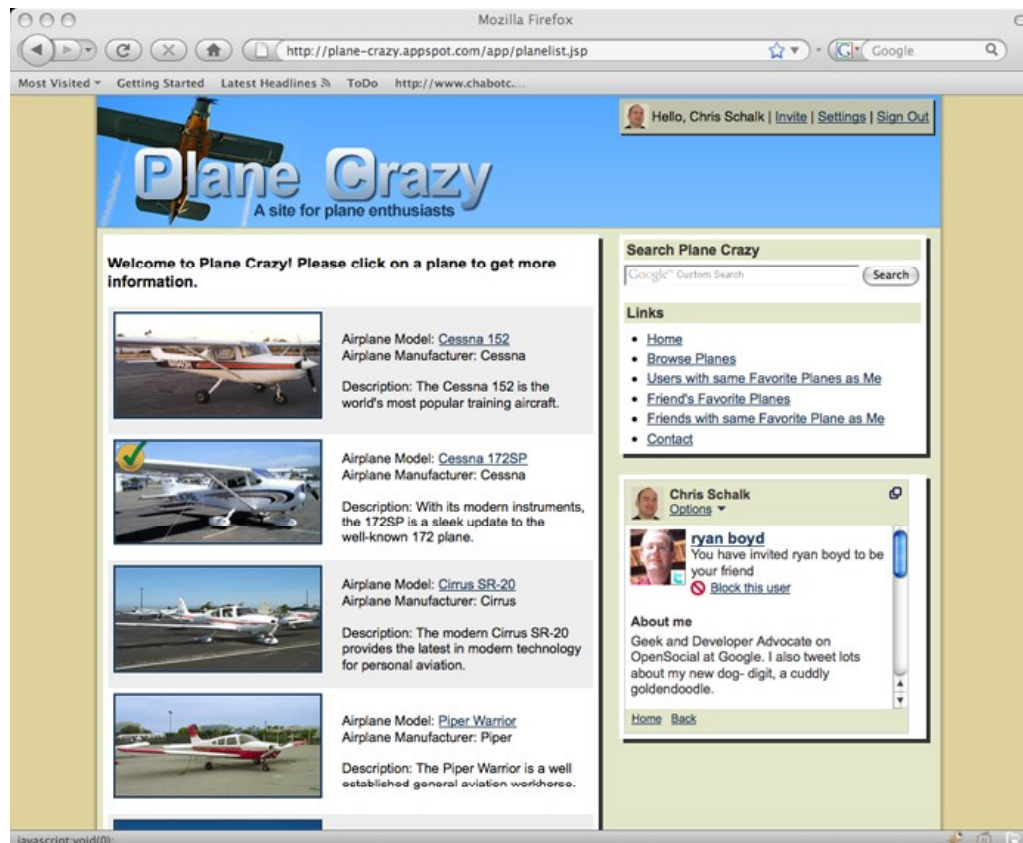 Mozilla Firefox
http://plane-crazy.appspot.com/app/planelist.jsp
Google
Most Visited
Getting Started
Latest Headlines
ToDo
http://www.chabotc....
Hello, Chris Schalk | Invite | Settings | Sign Out
Plane Crazy
A site for plane enthusiasts
Welcome to Plane Crazy! Please click on a plane to get more
information.
Airplane Model: Cessna 152
Airplane Manufacturer: Cessna
Description: The Cessna 152 is the
world's most popular training aircraft.
Airplane Model: Cessna 172SP
Airplane Manufacturer: Cessna
Description: With its modern instruments,
the 172SP is a sleek update to the
well-known 172 plane.
Airplane Model: Cirrus SR-20
Airplane Manufacturer: Cirrus
Description: The modern Cirrus SR-20
provides the latest in modern technology
for personal aviation.
Airplane Model: Piper Warrior
Airplane Manufacturer: Piper
Description: The Piper Warrior is a well
established general aviation workhorse.
Search Plane Crazy
Google™ Custom Search
Search
Links
• Home
• Browse Planes
• Users with same Favorite Planes as Me
• Friend's Favorite Planes
• Friends with same Favorite Plane as Me
• Contact
Chris Schalk
Options
ryan boyd
You have invited ryan boyd to be
your friend
Block this user
About me
Geek and Developer Advocate on
OpenSocial at Google. I also tweet lots
about my new dog- digit, a cuddly
goldendoodle.
Home Back
javascript:void(0);